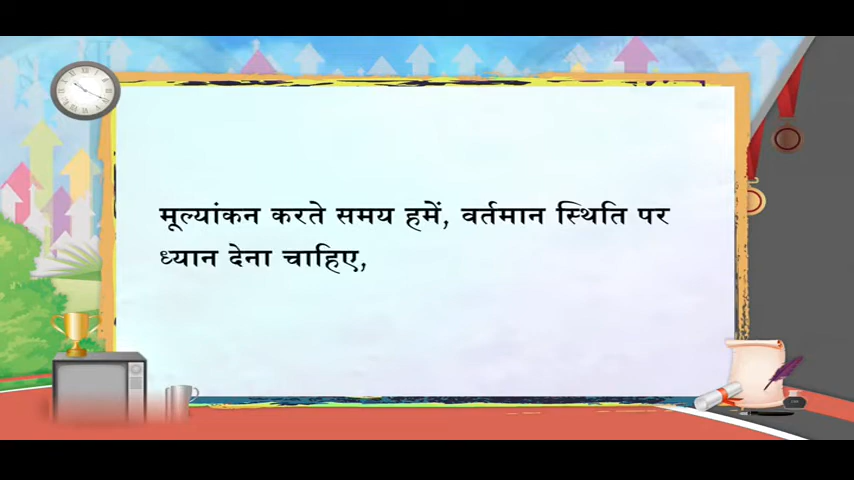 मूल्यांकन करते समय हमें, वर्तमान स्थिति पर
ध्यान देना चाहिए,